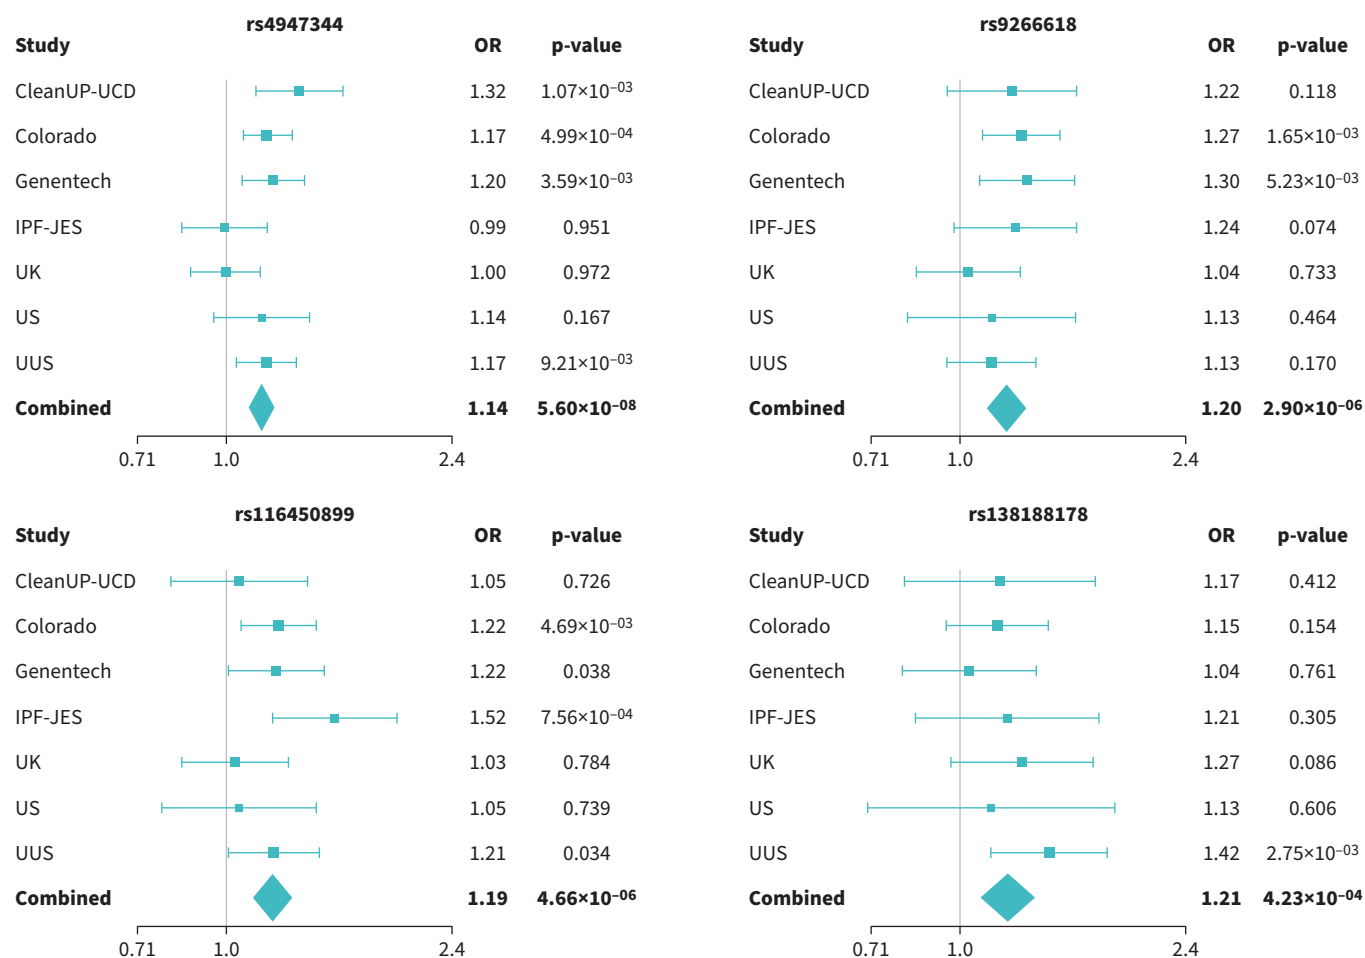 rs4947344
Study OR p-value
CleanUP-UCD 1.32 1.07×10⁻⁰³
Colorado 1.17 4.99×10⁻⁰⁴
Genentech 1.20 3.59×10⁻⁰³
IPF-JES 0.99 0.951
UK 1.00 0.972
US 1.14 0.167
UUS 1.17 9.21×10⁻⁰³
Combined 1.14 5.60×10⁻⁰⁸
0.71 1.0 2.4
rs9266618
Study OR p-value
CleanUP-UCD 1.22 0.118
Colorado 1.27 1.65×10⁻⁰³
Genentech 1.30 5.23×10⁻⁰³
IPF-JES 1.24 0.074
UK 1.04 0.733
US 1.13 0.464
UUS 1.13 0.170
Combined 1.20 2.90×10⁻⁰⁶
0.71 1.0 2.4
rs116450899
Study OR p-value
CleanUP-UCD 1.05 0.726
Colorado 1.22 4.69×10⁻⁰³
Genentech 1.22 0.038
IPF-JES 1.52 7.56×10⁻⁰⁴
UK 1.03 0.784
US 1.05 0.739
UUS 1.21 0.034
Combined 1.19 4.66×10⁻⁰⁶
0.71 1.0 2.4
rs138188178
Study OR p-value
CleanUP-UCD 1.17 0.412
Colorado 1.15 0.154
Genentech 1.04 0.761
IPF-JES 1.21 0.305
UK 1.27 0.086
US 1.13 0.606
UUS 1.42 2.75×10⁻⁰³
Combined 1.21 4.23×10⁻⁰⁴
0.71 1.0 2.4